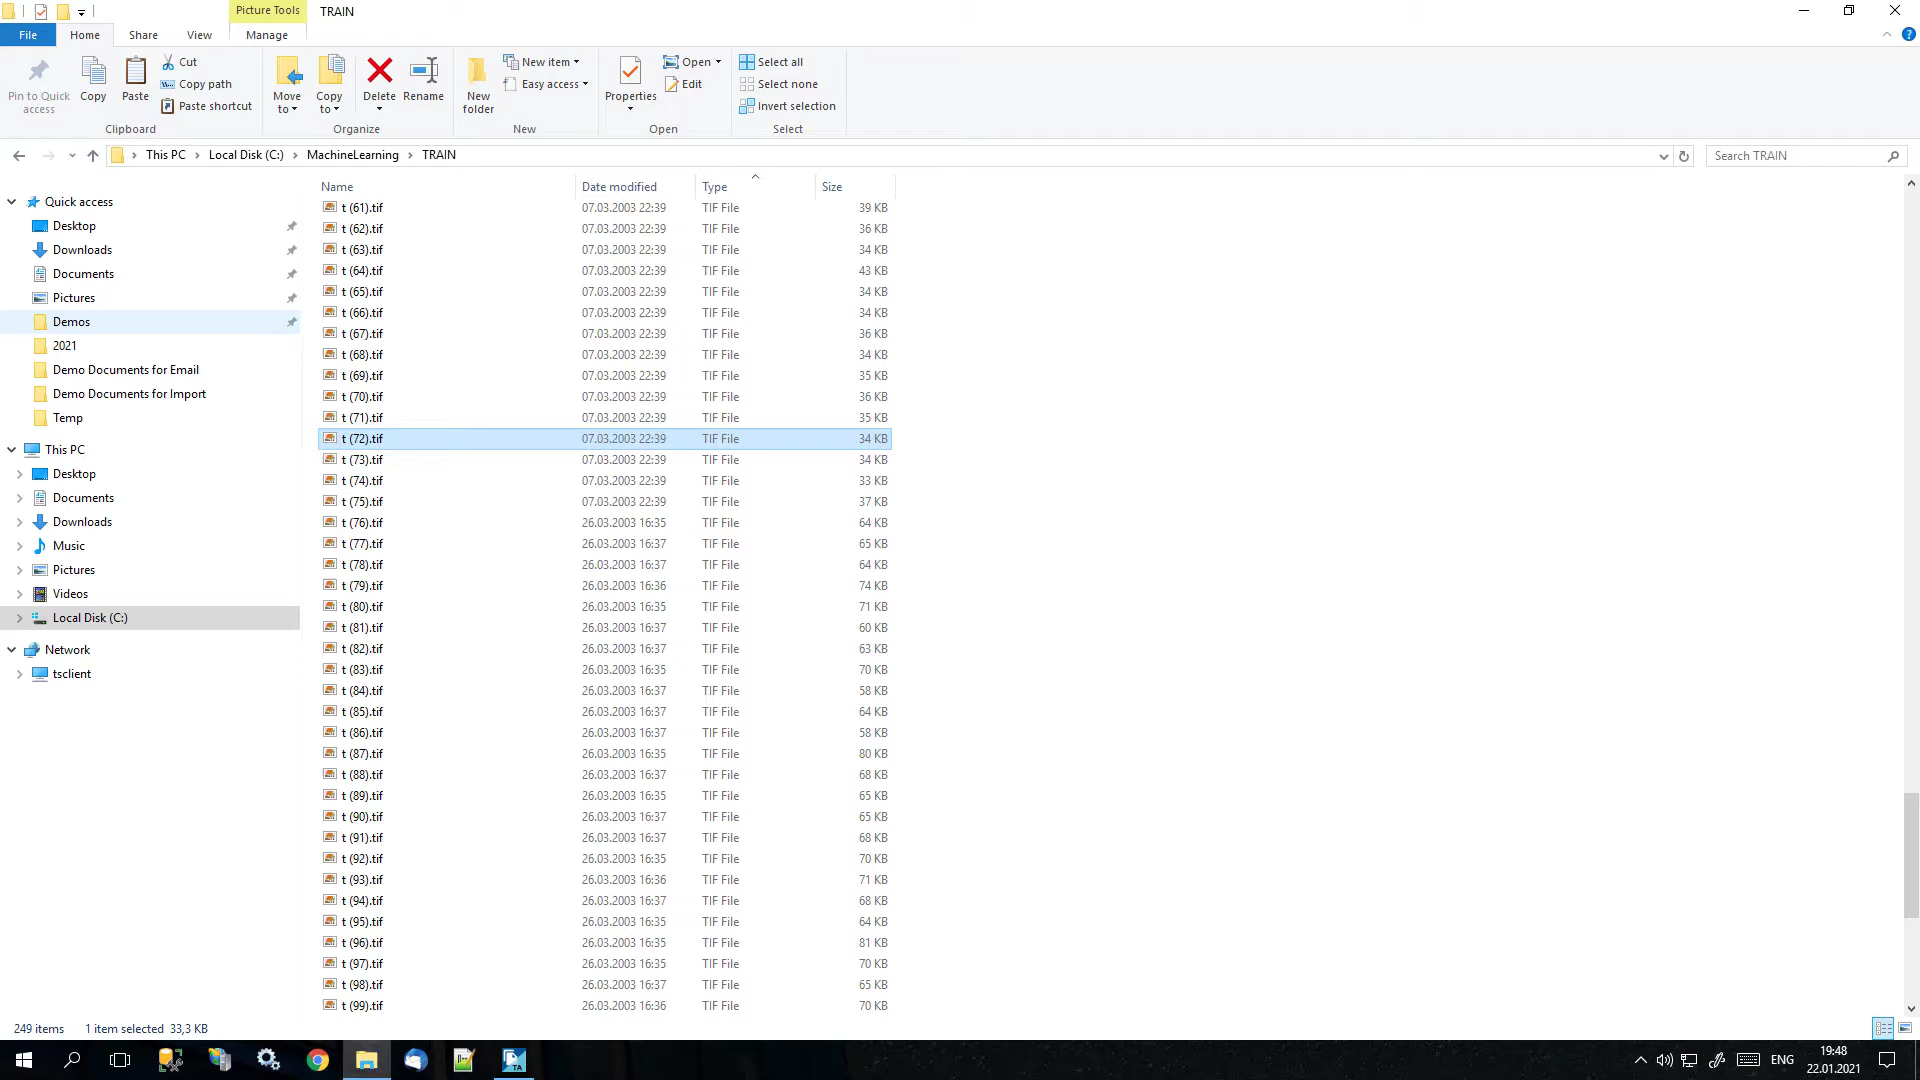 Picture Tools TRAIN
File Home Share View Manage
Pin to Quick access
Copy
Paste
Cut
Copy path
Paste shortcut
Clipboard
Move to
Copy to
Delete
Rename
Organize
New folder
New item
Easy access
New
Properties
Open
Edit
Open
Select all
Select none
Invert selection
Select
This PC › Local Disk (C:) › MachineLearning › TRAIN
Search TRAIN
Quick access
Desktop
Downloads
Documents
Pictures
Demos
2021
Demo Documents for Email
Demo Documents for Import
Temp
This PC
Desktop
Documents
Downloads
Music
Pictures
Videos
Local Disk (C:)
Network
tsclient
Name Date modified Type Size
t (61).tif 07.03.2003 22:39 TIF File 39 KB
t (62).tif 07.03.2003 22:39 TIF File 36 KB
t (63).tif 07.03.2003 22:39 TIF File 34 KB
t (64).tif 07.03.2003 22:39 TIF File 43 KB
t (65).tif 07.03.2003 22:39 TIF File 34 KB
t (66).tif 07.03.2003 22:39 TIF File 34 KB
t (67).tif 07.03.2003 22:39 TIF File 36 KB
t (68).tif 07.03.2003 22:39 TIF File 34 KB
t (69).tif 07.03.2003 22:39 TIF File 35 KB
t (70).tif 07.03.2003 22:39 TIF File 36 KB
t (71).tif 07.03.2003 22:39 TIF File 35 KB
t (72).tif 07.03.2003 22:39 TIF File 34 KB
t (73).tif 07.03.2003 22:39 TIF File 34 KB
t (74).tif 07.03.2003 22:39 TIF File 33 KB
t (75).tif 07.03.2003 22:39 TIF File 37 KB
t (76).tif 26.03.2003 16:35 TIF File 64 KB
t (77).tif 26.03.2003 16:37 TIF File 65 KB
t (78).tif 26.03.2003 16:37 TIF File 64 KB
t (79).tif 26.03.2003 16:36 TIF File 74 KB
t (80).tif 26.03.2003 16:35 TIF File 71 KB
t (81).tif 26.03.2003 16:37 TIF File 60 KB
t (82).tif 26.03.2003 16:37 TIF File 63 KB
t (83).tif 26.03.2003 16:35 TIF File 70 KB
t (84).tif 26.03.2003 16:37 TIF File 58 KB
t (85).tif 26.03.2003 16:37 TIF File 64 KB
t (86).tif 26.03.2003 16:37 TIF File 58 KB
t (87).tif 26.03.2003 16:35 TIF File 80 KB
t (88).tif 26.03.2003 16:37 TIF File 68 KB
t (89).tif 26.03.2003 16:35 TIF File 65 KB
t (90).tif 26.03.2003 16:37 TIF File 65 KB
t (91).tif 26.03.2003 16:37 TIF File 68 KB
t (92).tif 26.03.2003 16:35 TIF File 70 KB
t (93).tif 26.03.2003 16:36 TIF File 71 KB
t (94).tif 26.03.2003 16:37 TIF File 68 KB
t (95).tif 26.03.2003 16:35 TIF File 64 KB
t (96).tif 26.03.2003 16:35 TIF File 81 KB
t (97).tif 26.03.2003 16:35 TIF File 70 KB
t (98).tif 26.03.2003 16:37 TIF File 65 KB
t (99).tif 26.03.2003 16:36 TIF File 70 KB
249 items 1 item selected 33,3 KB
TA
ENG
19:48
22.01.2021